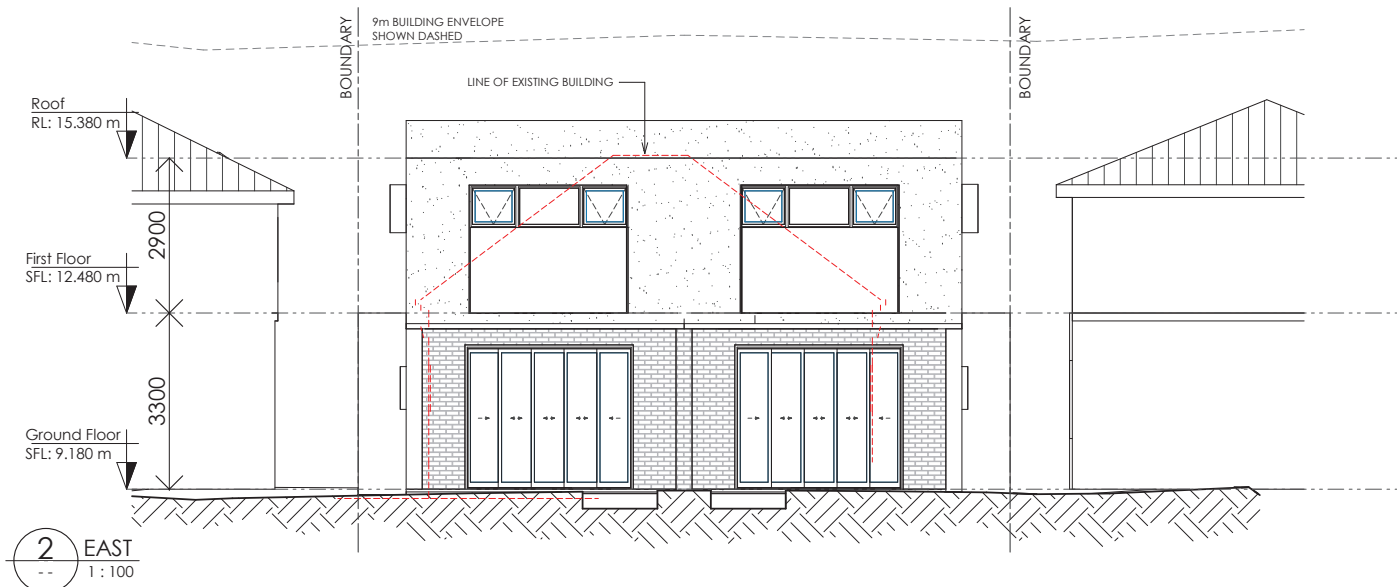 9m BUILDING ENVELOPE
SHOWN DASHED
BOUNDARY
BOUNDARY
LINE OF EXISTING BUILDING
Roof
RL: 15.380 m
2900
First Floor
SFL: 12.480 m
3300
Ground Floor
SFL: 9.180 m
2
EAST
--
1 : 100